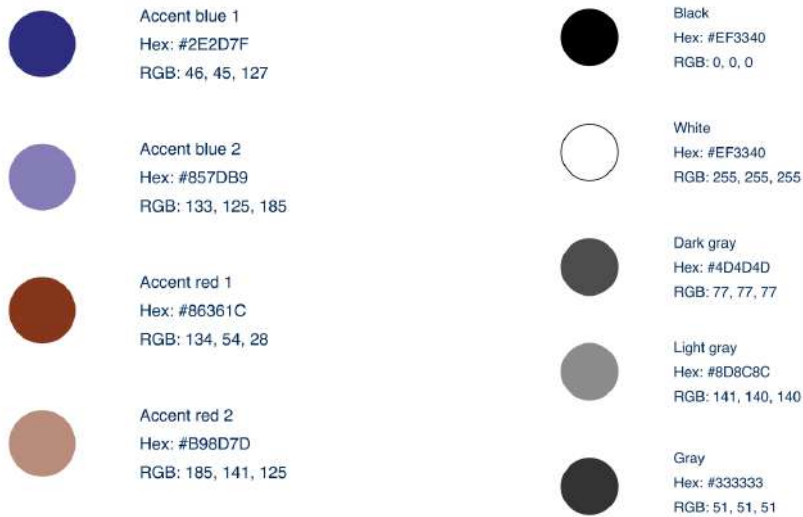 Accent blue 1
Hex: #2E2D7F
RGB: 46, 45, 127
Accent blue 2
Hex: #857DB9
RGB: 133, 125, 185
Accent red 1
Hex: #86361C
RGB: 134, 54, 28
Accent red 2
Hex: #B98D7D
RGB: 185, 141, 125
Black
Hex: #EF3340
RGB: 0, 0, 0
White
Hex: #EF3340
RGB: 255, 255, 255
Dark gray
Hex: #4D4D4D
RGB: 77, 77, 77
Light gray
Hex: #8D8C8C
RGB: 141, 140, 140
Gray
Hex: #333333
RGB: 51, 51, 51